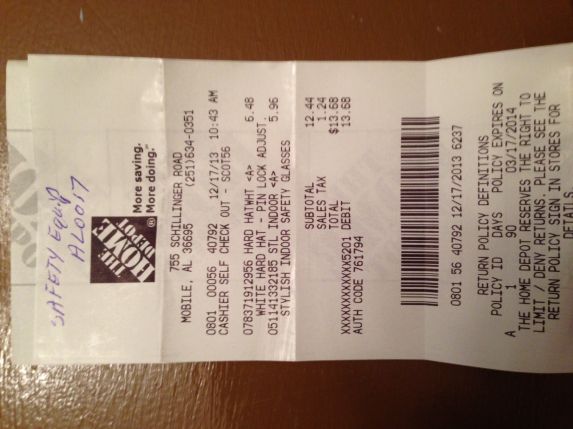 SAFETY Equip
AL0017
THE
HOME
DEPOT
More saving.
More doing.™
755 SCHILLINGER ROAD
MOBILE, AL 36695 (251)634-0351
0801 00056 40792 12/17/13 10:43 AM
CASHIER SELF CHECK OUT - SCOT56
078371912956 HARD HATWHT <A> 6.48
WHITE HARD HAT - PIN LOCK ADJUST.
051141332185 STL INDOOR <A> 5.96
STYLISH INDOOR SAFETY GLASSES
SUBTOTAL 12.44
SALES TAX 1.24
TOTAL $13.68
XXXXXXXXXXXX5201 DEBIT 13.68
AUTH CODE 761794
0801 56 40792 12/17/2013 6237
RETURN POLICY DEFINITIONS
POLICY ID DAYS POLICY EXPIRES ON
A 1 90 03/17/2014
THE HOME DEPOT RESERVES THE RIGHT TO
LIMIT / DENY RETURNS. PLEASE SEE THE
RETURN POLICY SIGN IN STORES FOR
DETAILS.